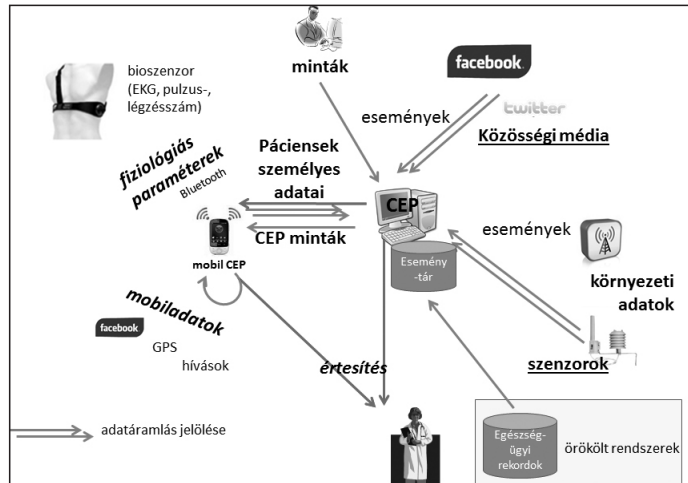 minták
facebook
twitter
események
Közösségi média
bioszenzor
(EKG, pulzus-,
légzésszám)
fiziológiás
paraméterek
Bluetooth
Páciensek
személyes
adatai
CEP
CEP minták
mobil CEP
Esemény
-tár
események
környezeti
adatok
szenzorok
mobiladatok
facebook
GPS
hívások
értesítés
adatáramlás jelölése
Egészség-
ügyi
rekordok
örökölt rendszerek